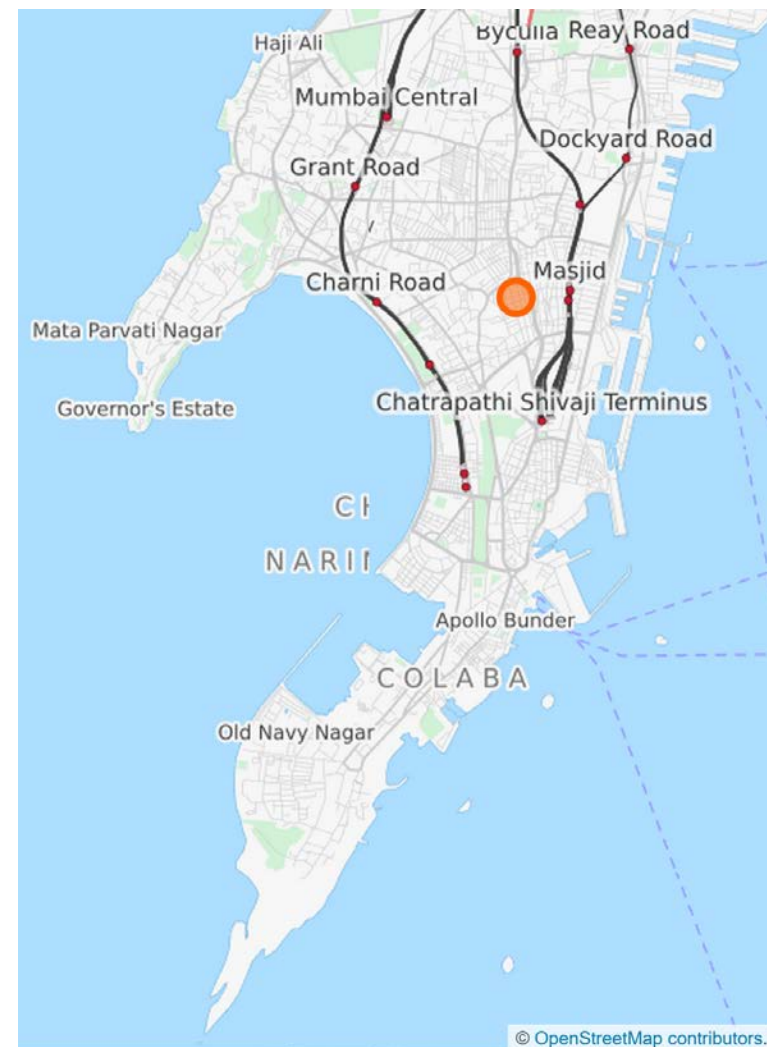 Byculla Reay Road
Haji Ali
Mumbai Central
Dockyard Road
Grant Road
Masjid
Charni Road
Mata Parvati Nagar
Chatrapathi Shivaji Terminus
Governor's Estate
NARI
Apollo Bunder
COLABA
Old Navy Nagar
© OpenStreetMap contributors.